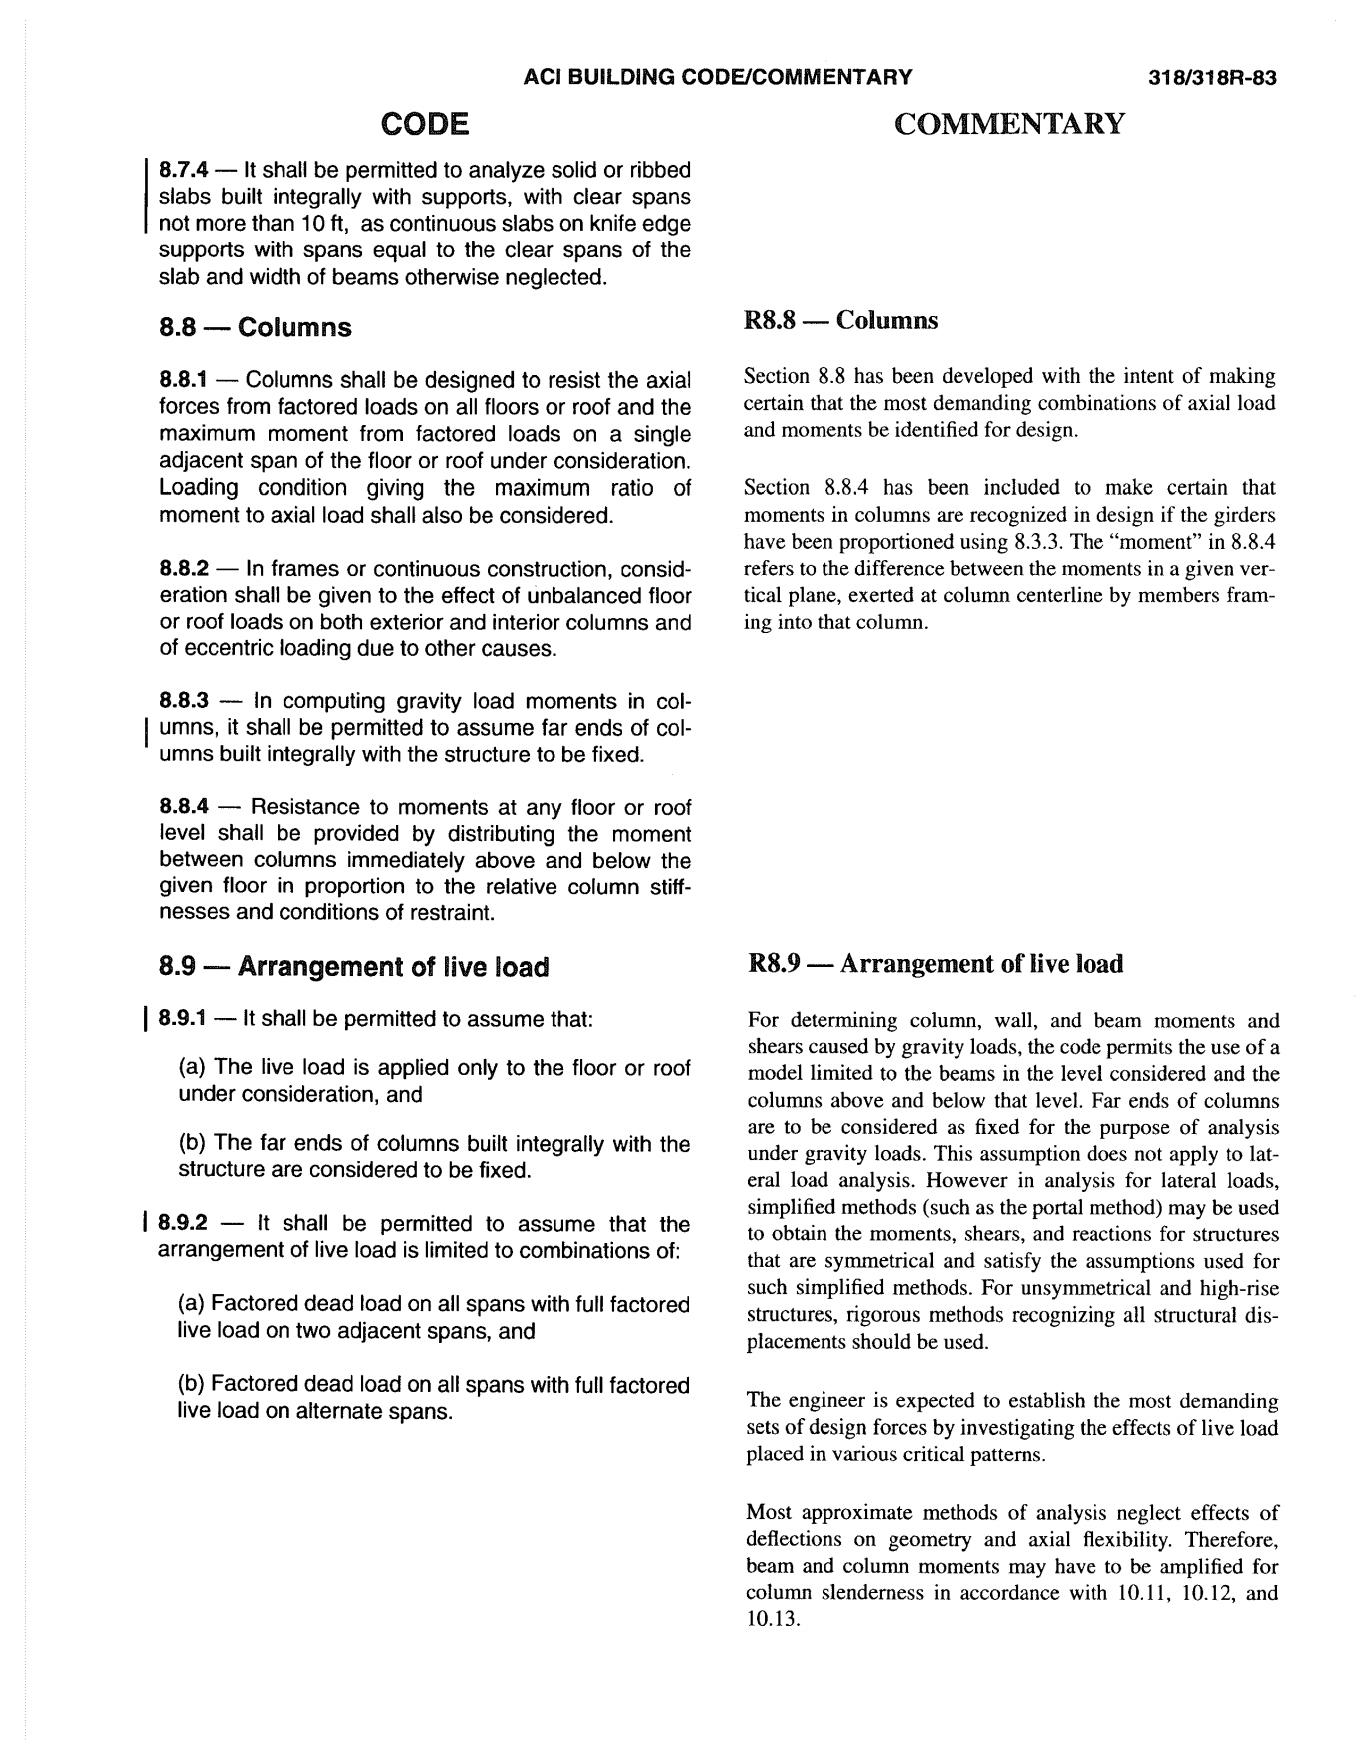 ACI BUILDING CODE/COMMENTARY 318/318R-83
CODE
8.7.4 — It shall be permitted to analyze solid or ribbed
slabs built integrally with supports, with clear spans
not more than 10 ft, as continuous slabs on knife edge
supports with spans equal to the clear spans of the
slab and width of beams otherwise neglected.
8.8 — Columns
8.8.1 — Columns shall be designed to resist the axial
forces from factored loads on all floors or roof and the
maximum moment from factored loads on a single
adjacent span of the floor or roof under consideration.
Loading condition giving the maximum ratio of
moment to axial load shall also be considered.
8.8.2 — In frames or continuous construction, consid-
eration shall be given to the effect of unbalanced floor
or roof loads on both exterior and interior columns and
of eccentric loading due to other causes.
8.8.3 — In computing gravity load moments in col-
umns, it shall be permitted to assume far ends of col-
umns built integrally with the structure to be fixed.
8.8.4 — Resistance to moments at any floor or roof
level shall be provided by distributing the moment
between columns immediately above and below the
given floor in proportion to the relative column stiff-
nesses and conditions of restraint.
8.9 — Arrangement of live load
8.9.1 — It shall be permitted to assume that:
(a) The live load is applied only to the floor or roof
under consideration, and
(b) The far ends of columns built integrally with the
structure are considered to be fixed.
8.9.2 — It shall be permitted to assume that the
arrangement of live load is limited to combinations of:
(a) Factored dead load on all spans with full factored
live load on two adjacent spans, and
(b) Factored dead load on all spans with full factored
live load on alternate spans.
COMMENTARY
R8.8 — Columns
Section 8.8 has been developed with the intent of making
certain that the most demanding combinations of axial load
and moments be identified for design.
Section 8.8.4 has been included to make certain that
moments in columns are recognized in design if the girders
have been proportioned using 8.3.3. The “moment” in 8.8.4
refers to the difference between the moments in a given ver-
tical plane, exerted at column centerline by members fram-
ing into that column.
R8.9 — Arrangement of live load
For determining column, wall, and beam moments and
shears caused by gravity loads, the code permits the use of a
model limited to the beams in the level considered and the
columns above and below that level. Far ends of columns
are to be considered as fixed for the purpose of analysis
under gravity loads. This assumption does not apply to lat-
eral load analysis. However in analysis for lateral loads,
simplified methods (such as the portal method) may be used
to obtain the moments, shears, and reactions for structures
that are symmetrical and satisfy the assumptions used for
such simplified methods. For unsymmetrical and high-rise
structures, rigorous methods recognizing all structural dis-
placements should be used.
The engineer is expected to establish the most demanding
sets of design forces by investigating the effects of live load
placed in various critical patterns.
Most approximate methods of analysis neglect effects of
deflections on geometry and axial flexibility. Therefore,
beam and column moments may have to be amplified for
column slenderness in accordance with 10.11, 10.12, and
10.13.